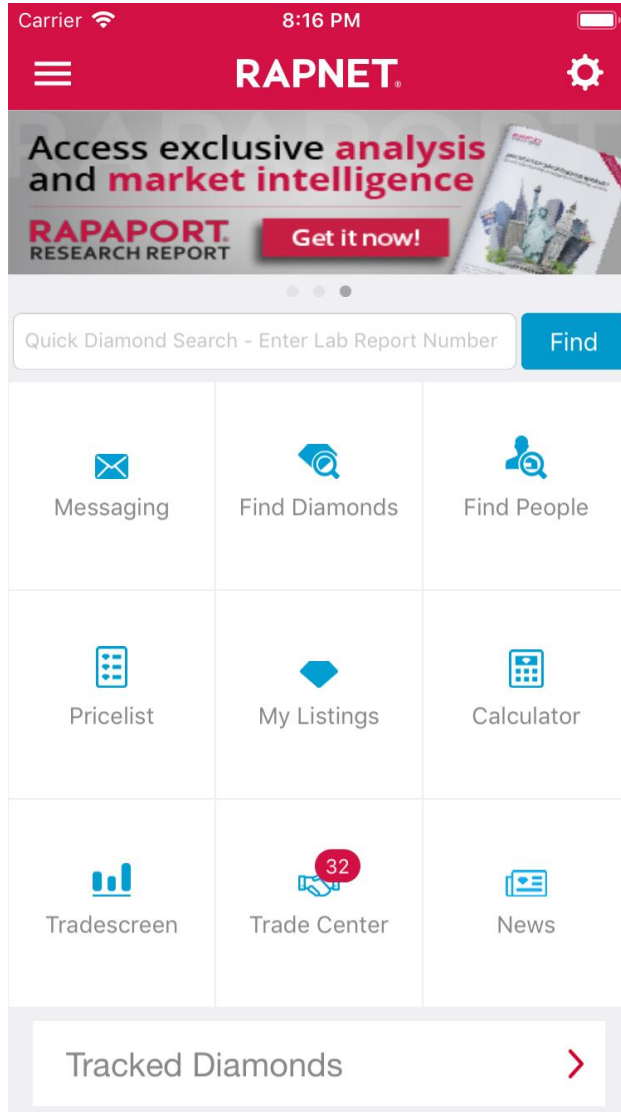 Carrier 8:16 PM
RAPNET®
Access exclusive analysis
and market intelligence
RAPAPORT
RESEARCH REPORT
Get it now!
Quick Diamond Search - Enter Lab Report Number
Find
Messaging
Find Diamonds
Find People
Pricelist
My Listings
Calculator
32
Tradescreen
Trade Center
News
Tracked Diamonds